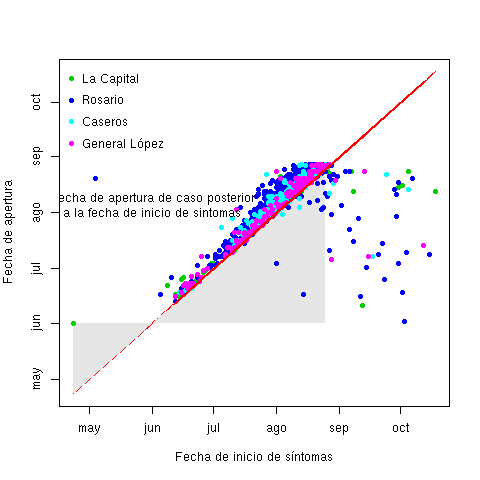 La Capital
Rosario
Caseros
General López
echa de apertura de caso posterior
a la fecha de inicio de síntomas
Fecha de apertura
oct
sep
ago
jul
jun
may
may jun jul ago sep oct
Fecha de inicio de síntomas